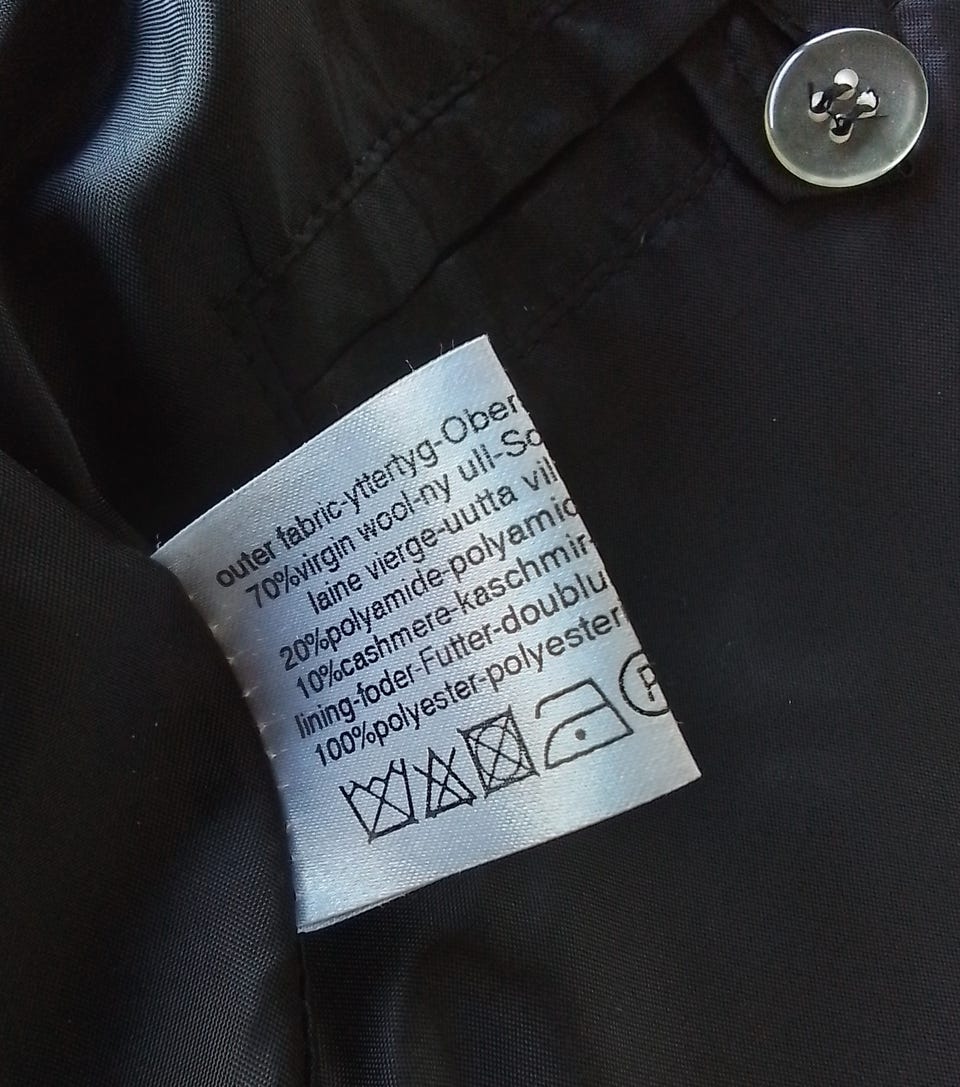 outer fabric-yttertyg-Ober
70%virgin wool-ny ull-Sc
laine vierge-uutta vil
20%polyamide-polyamid
10%cashmere-kaschmir-
lining-foder-Futter-doublu
100%polyester-polyester
P